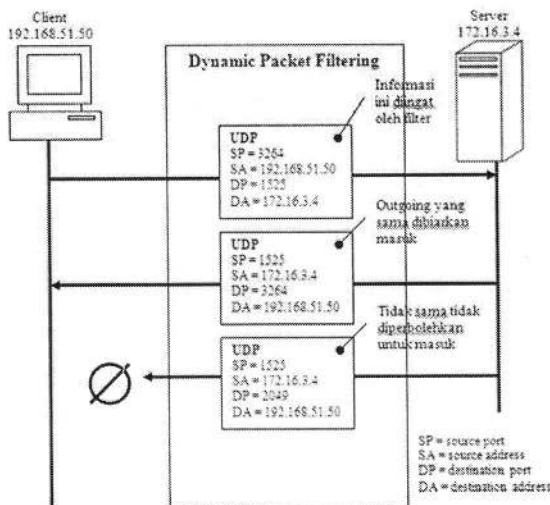 Client
192.168.51.50
Server
172.16.3.4
Dynamic Packet Filtering
Informasi
ini diingat
oleh filter
UDP
SP = 3264
SA = 192.168.51.50
DP = 1525
DA = 172.16.3.4
Outgoing yang
sama dibiarkan
masuk
UDP
SP = 1525
SA = 172.16.3.4
DP = 3264
DA = 192.168.51.50
Tidak sama tidak
diperbolehkan
untuk masuk
UDP
SP = 1525
SA = 172.16.3.4
DP = 2049
DA = 192.168.51.50
SP = source port
SA = source address
DP = destination port
DA = destination address